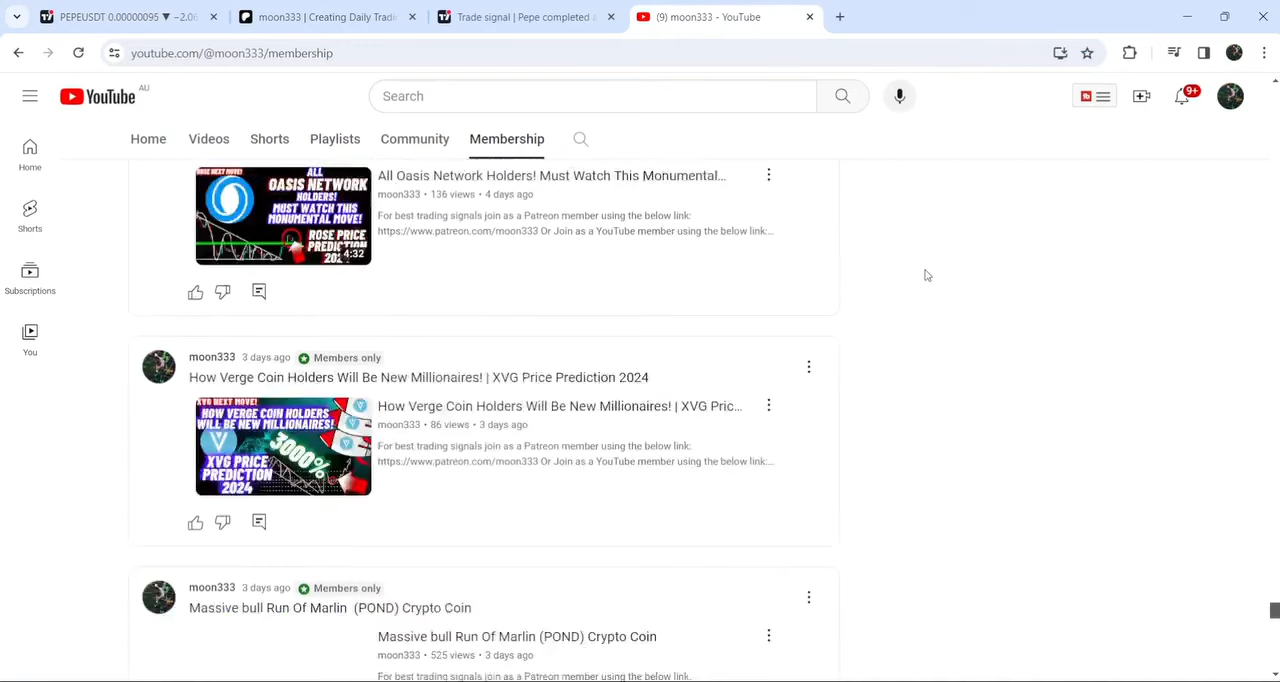 PEPEUSDT 0.00000095 ▼ −2.0
moon333 | Creating Daily Tradi
Trade signal | Pepe completed
(9) moon333 - YouTube
youtube.com/@moon333/membership
YouTube AU
Search
9+
Home Videos Shorts Playlists Community Membership
Home
Shorts
Subscriptions
You
ROSE NEXT MOVE!
ALL
OASIS NETWORK
HOLDERS!
MUST WATCH THIS
MONUMENTAL MOVE!
ROSE PRICE
PREDICTION
4:32
All Oasis Network Holders! Must Watch This Monumental...
moon333 • 136 views • 4 days ago
For best trading signals join as a Patreon member using the below link:
https://www.patreon.com/moon333 Or Join as a YouTube member using the below link:...
moon333 3 days ago Members only
How Verge Coin Holders Will Be New Millionaires! | XVG Price Prediction 2024
XVG NEXT MOVE!
HOW VERGE COIN HOLDERS
WILL BE NEW MILLIONAIRES!
3000%
XVG PRICE
PREDICTION
2024
How Verge Coin Holders Will Be New Millionaires! | XVG Pric...
moon333 • 86 views • 3 days ago
For best trading signals join as a Patreon member using the below link:
https://www.patreon.com/moon333 Or Join as a YouTube member using the below link:...
moon333 3 days ago Members only
Massive bull Run Of Marlin (POND) Crypto Coin
Massive bull Run Of Marlin (POND) Crypto Coin
moon333 • 525 views • 3 days ago
For best trading signals join as a Patreon member using the below link.